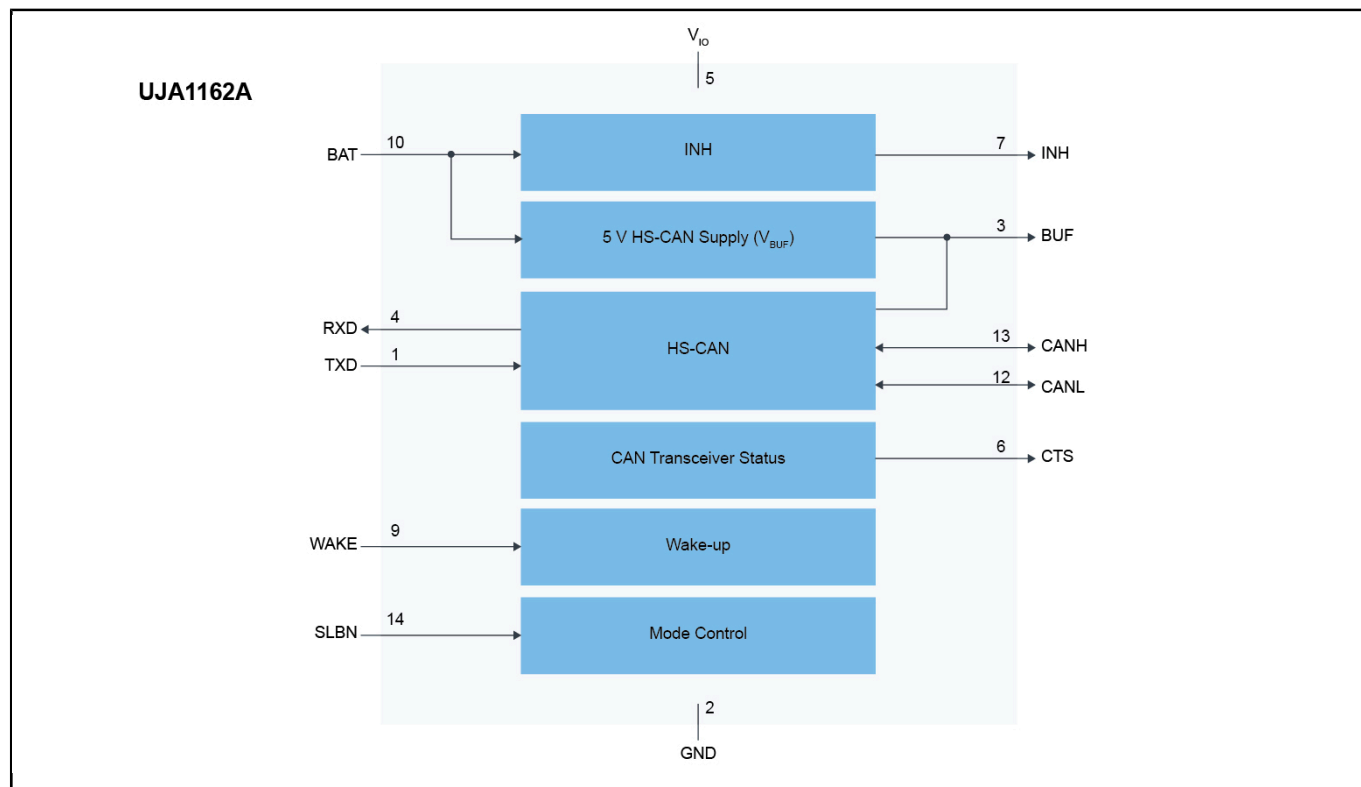 V_IO
5
UJA1162A
BAT 10 INH 7 INH
5 V HS-CAN Supply (V_BUF) 3 BUF
RXD 4
TXD 1
HS-CAN
13 CANH
12 CANL
CAN Transceiver Status 6 CTS
WAKE 9 Wake-up
SLBN 14 Mode Control
2
GND